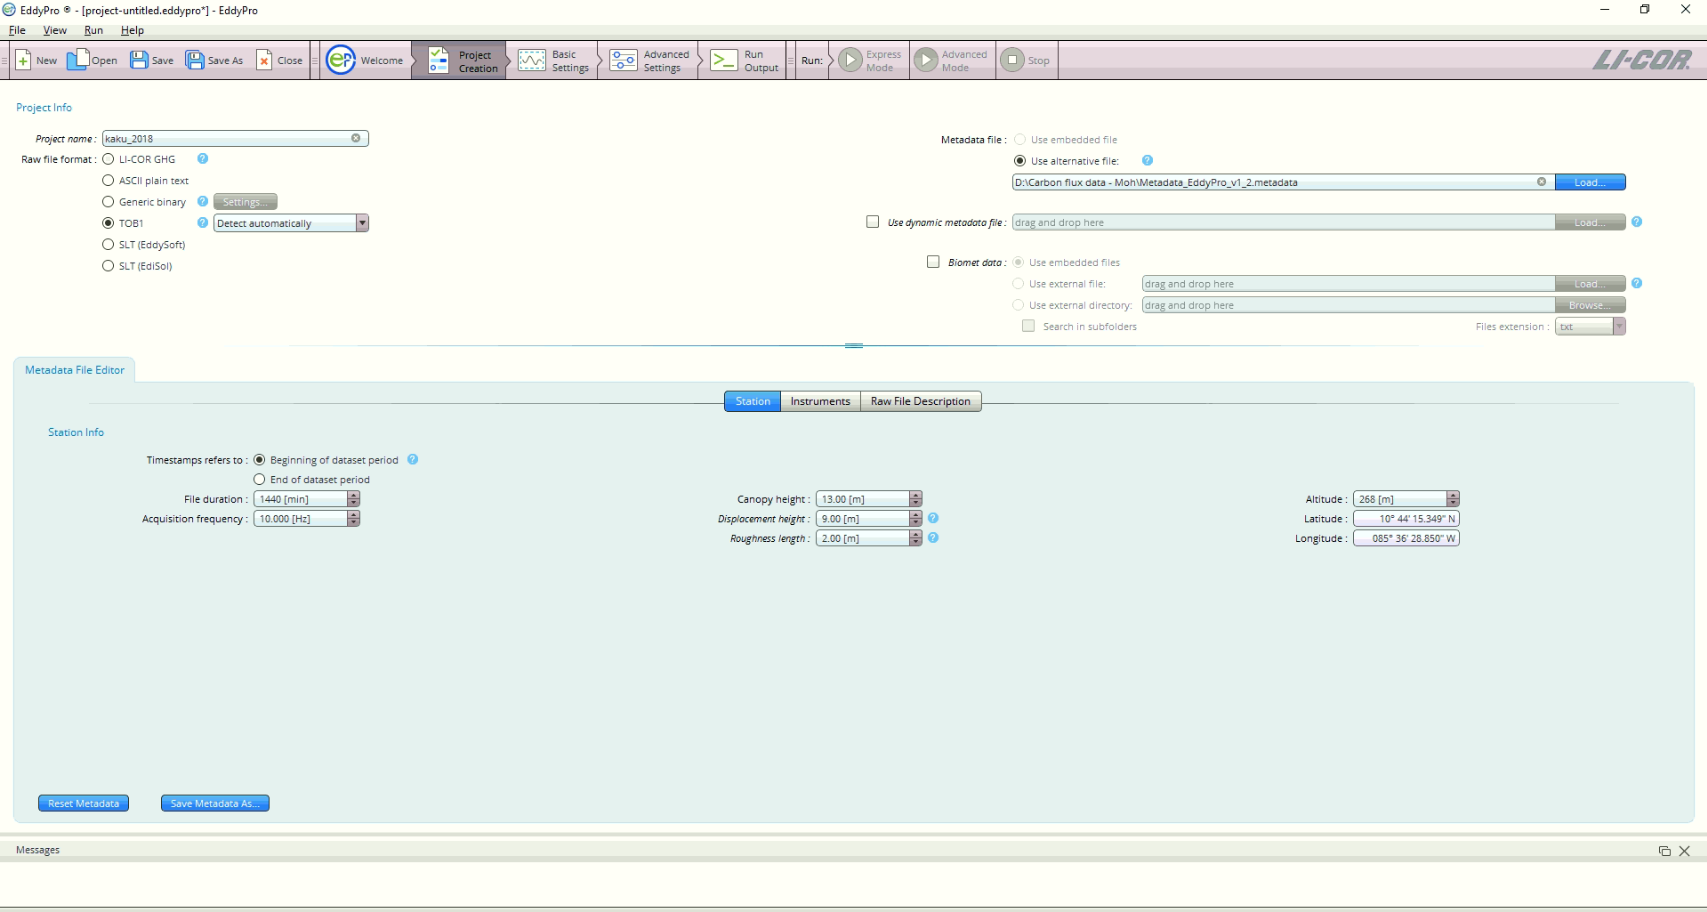 EddyPro ® - [project-untitled.eddypro*] - EddyPro
File View Run Help
New Open Save Save As Close Welcome Project Creation Basic Settings Advanced Settings Run Output Run: Express Mode Advanced Mode Stop LI-COR
Project Info
Project name : kaku_2018
Raw file format : LI-COR GHG ?
ASCII plain text
Generic binary ? Settings...
TOB1 ? Detect automatically
SLT (EddySoft)
SLT (EdiSol)
Metadata file : Use embedded file
Use alternative file: ?
D:\Carbon flux data - Moh\Metadata_EddyPro_v1_2.metadata Load...
Use dynamic metadata file : drag and drop here Load... ?
Biomet data : Use embedded files
Use external file: drag and drop here Load... ?
Use external directory: drag and drop here Browse...
Search in subfolders Files extension : txt
Metadata File Editor
Station Instruments Raw File Description
Station Info
Timestamps refers to : Beginning of dataset period ?
End of dataset period
File duration : 1440 [min] Canopy height : 13.00 [m] Altitude : 268 [m]
Acquisition frequency : 10.000 [Hz] Displacement height : 9.00 [m] ? Latitude : 10° 44' 15.349" N
Roughness length : 2.00 [m] ? Longitude : 085° 36' 28.850" W
Reset Metadata Save Metadata As...
Messages